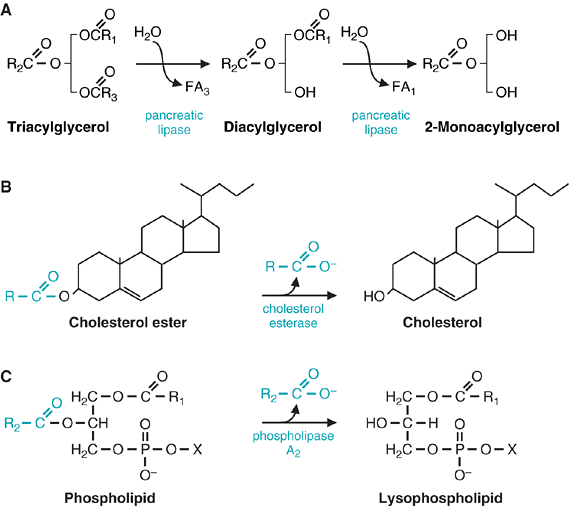 A
O
OCR₁
O
R₂C
O
O
OCR₃
H₂O
FA₃
pancreatic
lipase
O
OCR₁
O
R₂C
O
OH
H₂O
FA₁
pancreatic
lipase
OH
O
R₂C
O
OH
Triacylglycerol
Diacylglycerol
2-Monoacylglycerol
B
O
R
C
O
O
R
C
O⁻
cholesterol
esterase
HO
Cholesterol ester
Cholesterol
C
O
H₂C
O
C
R₁
O
R₂
C
O
CH
O
H₂C
O
P
O
X
O⁻
O
R₂
C
O⁻
phospholipase
A₂
O
H₂C
O
C
R₁
HO
C
H
O
H₂C
O
P
O
X
O⁻
Phospholipid
Lysophospholipid